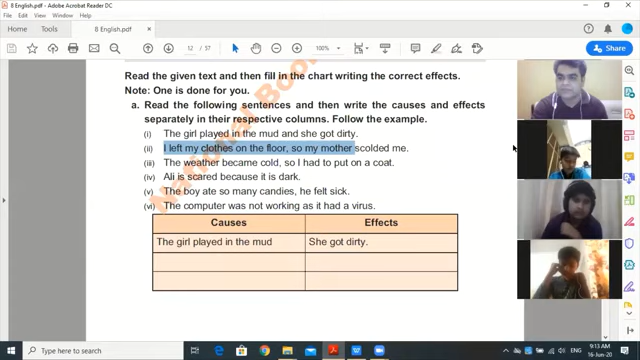 8 English.pdf - Adobe Acrobat Reader DC
File Edit View Window Help
Home Tools 8 English.pdf ×
12 / 57 100%
Read the given text and then fill in the chart writing the correct effects.
Note: One is done for you.
a. Read the following sentences and then write the causes and effects
separately in their respective columns. Follow the example.
(i) The girl played in the mud and she got dirty.
(ii) I left my clothes on the floor, so my mother scolded me.
(iii) The weather became cold, so I had to put on a coat.
(iv) Ali is scared because it is dark.
(v) The boy ate so many candies, he felt sick.
(vi) The computer was not working as it had a virus.
Causes Effects
The girl played in the mud She got dirty.
National Book
9:13 AM
16-Jun-20